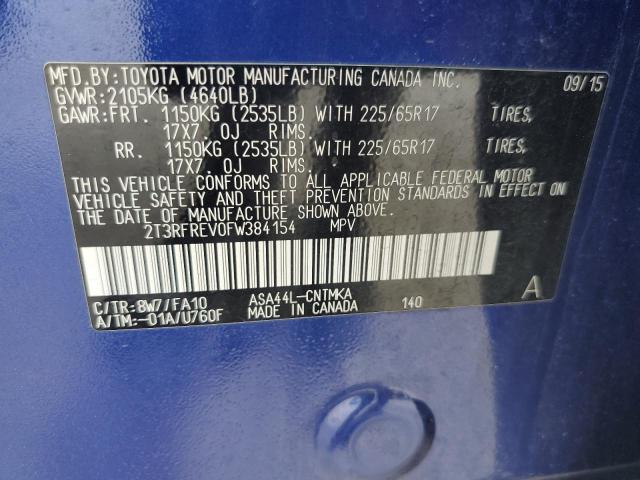 MFD.BY:TOYOTA MOTOR MANUFACTURING CANADA INC. 09/15
GVWR:2105KG (4640LB)
GAWR:FRT. 1150KG (2535LB) WITH 225/65R17 TIRES,
17X7. 0J RIMS.
RR. 1150KG (2535LB) WITH 225/65R17 TIRES,
17X7. 0J RIMS.
THIS VEHICLE CONFORMS TO ALL APPLICABLE FEDERAL MOTOR
VEHICLE SAFETY AND THEFT PREVENTION STANDARDS IN EFFECT ON
THE DATE OF MANUFACTURE SHOWN ABOVE.
2T3RFREV0FW384154 MPV
C/TR:8W7/FA10 ASA44L-CNTMKA 140 A
A/TM:-01A/U760F MADE IN CANADA